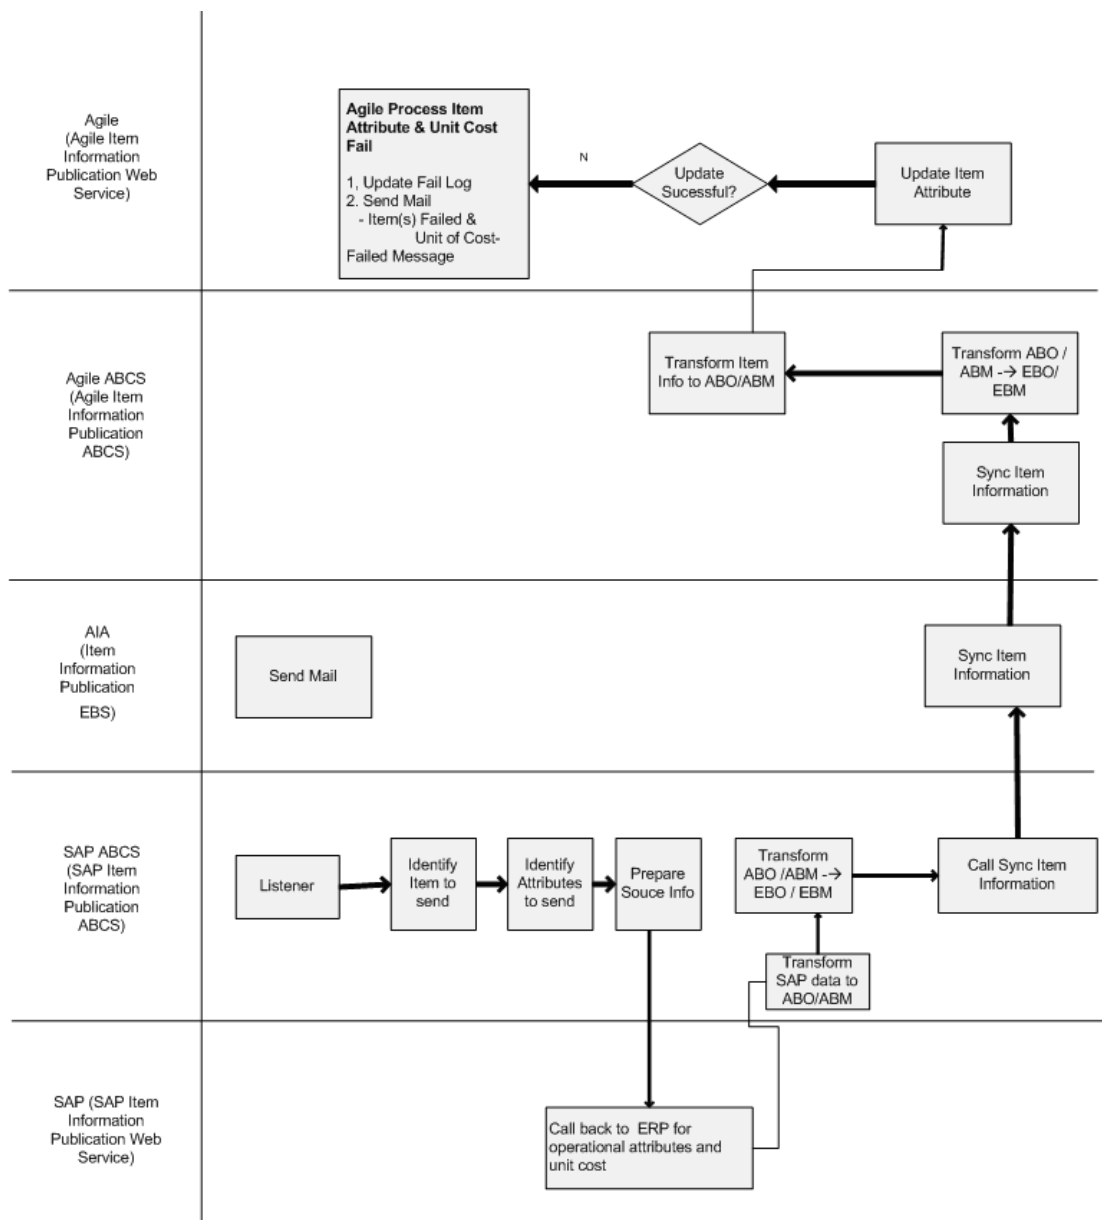 Agile
(Agile Item
Information
Publication Web
Service)
Agile Process Item
Attribute & Unit Cost
Fail
1, Update Fail Log
2. Send Mail
- Item(s) Failed &
Unit of Cost-
Failed Message
N
Update
Sucessful?
Update Item
Attribute
Agile ABCS
(Agile Item
Information
Publication
ABCS)
Transform Item
Info to ABO/ABM
Transform ABO /
ABM -→ EBO/
EBM
Sync Item
Information
AIA
(Item
Information
Publication
EBS)
Send Mail
Sync Item
Information
SAP ABCS
(SAP Item
Information
Publication
ABCS)
Listener
Identify
Item to
send
Identify
Attributes
to send
Prepare
Souce Info
Transform
ABO /ABM -→
EBO / EBM
Call Sync Item
Information
Transform
SAP data to
ABO/ABM
SAP (SAP Item
Information
Publication Web
Service)
Call back to  ERP for
operational attributes and
unit cost